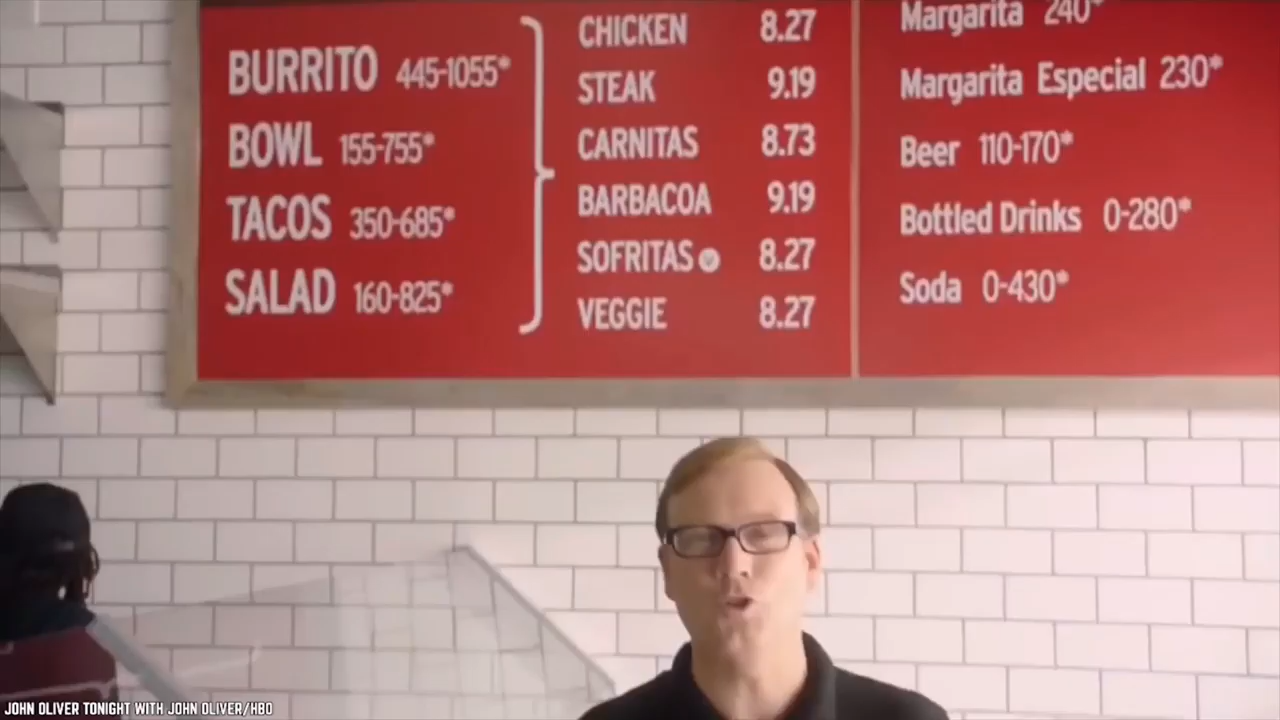 BURRITO 445-1055*
BOWL 155-755*
TACOS 350-685*
SALAD 160-825*
CHICKEN 8.27
STEAK 9.19
CARNITAS 8.73
BARBACOA 9.19
SOFRITAS 8.27
VEGGIE 8.27
Margarita 240*
Margarita Especial 230*
Beer 110-170*
Bottled Drinks 0-280*
Soda 0-430*
JOHN OLIVER TONIGHT WITH JOHN OLIVER/HBO